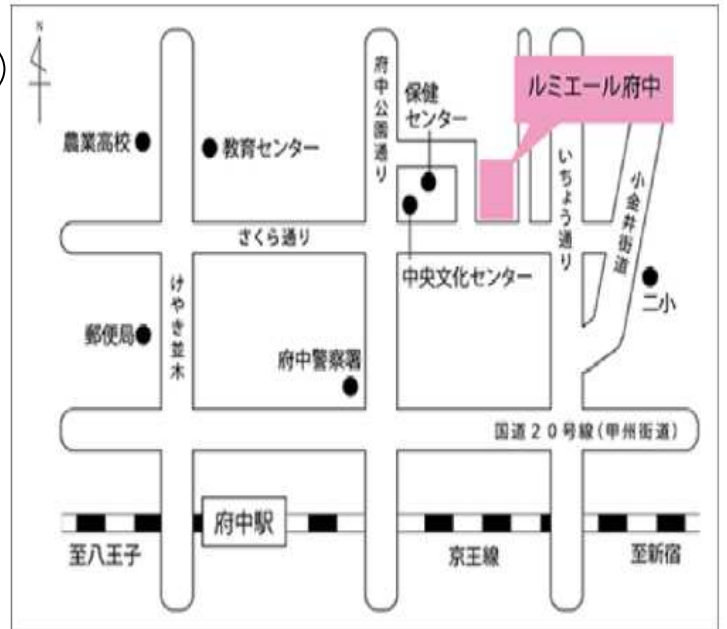 N
府中公園通り
保健
センター
ルミエール府中
農業高校
教育センター
いちょう通り
小金井街道
さくら通り
中央文化センター
二小
けやき並木
郵便局
府中警察署
国道20号線(甲州街道)
府中駅
至八王子
京王線
至新宿